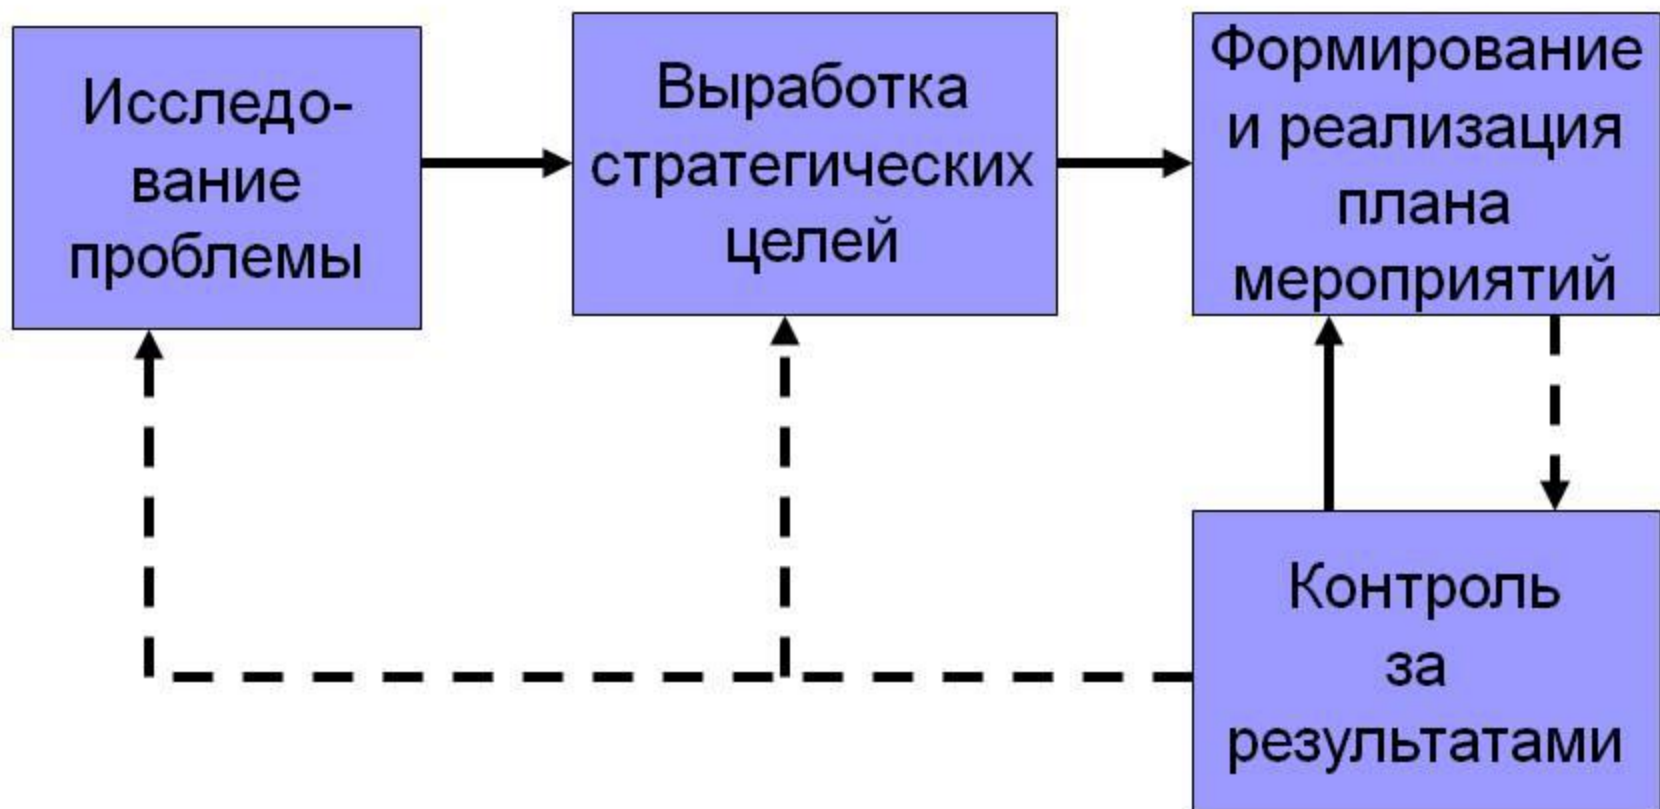 Исследо-
вание
проблемы
Выработка
стратегических
целей
Формирование
и реализация
плана
мероприятий
Контроль
за
результатами